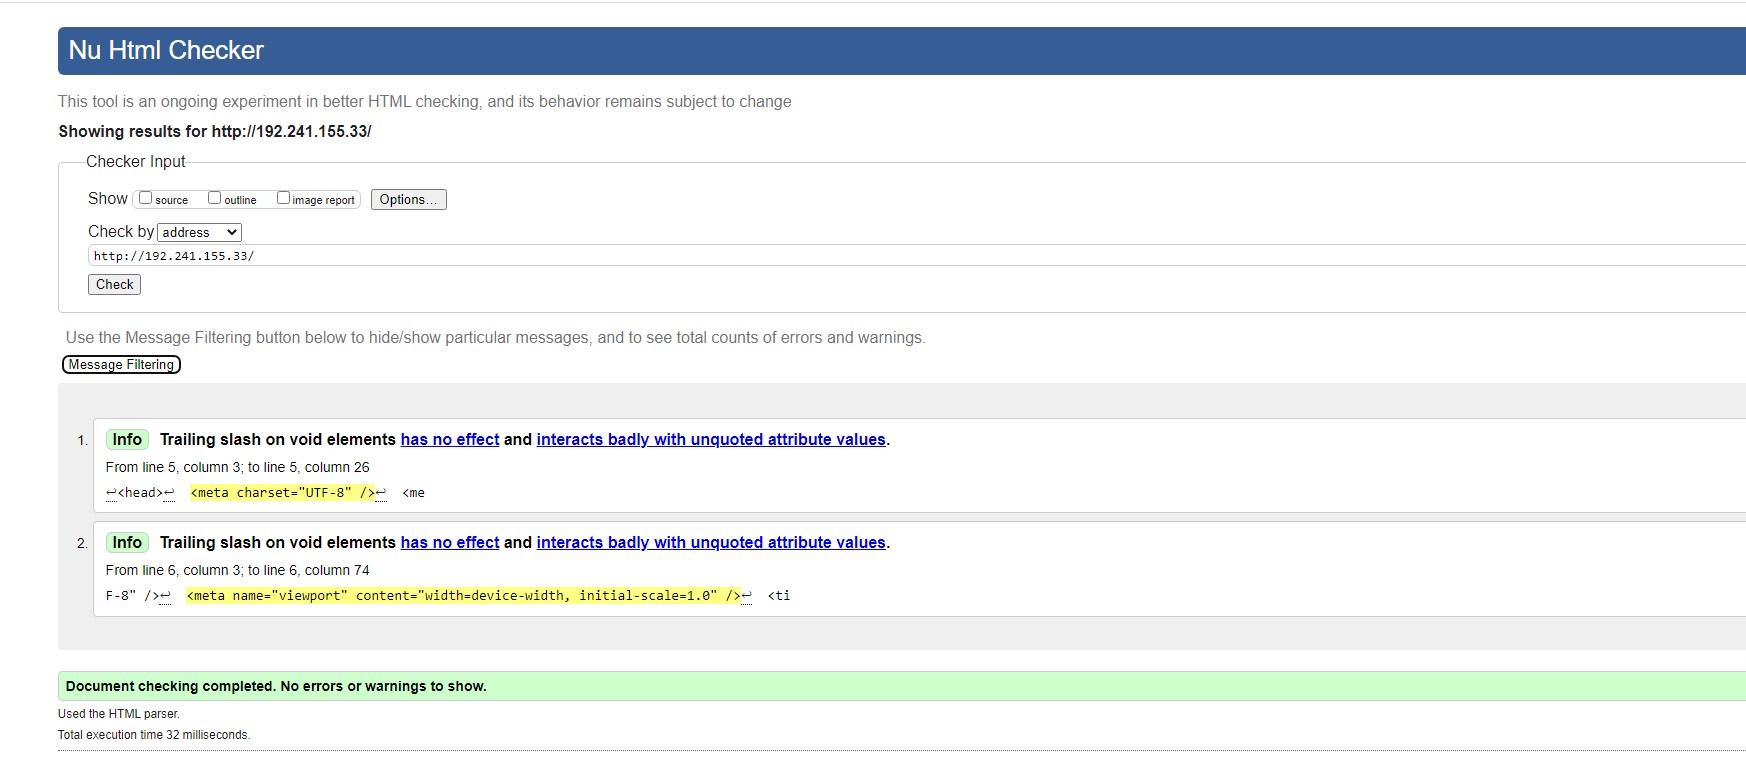 Nu Html Checker
This tool is an ongoing experiment in better HTML checking, and its behavior remains subject to change
Showing results for http://192.241.155.33/
Checker Input
Show source outline image report Options...
Check by address
http://192.241.155.33/
Check
Use the Message Filtering button below to hide/show particular messages, and to see total counts of errors and warnings.
Message Filtering
1. Info Trailing slash on void elements has no effect and interacts badly with unquoted attribute values.
From line 5, column 3; to line 5, column 26
↩<head>↩ <meta charset="UTF-8" />↩ <me
2. Info Trailing slash on void elements has no effect and interacts badly with unquoted attribute values.
From line 6, column 3; to line 6, column 74
F-8" />↩ <meta name="viewport" content="width=device-width, initial-scale=1.0" />↩ <ti
Document checking completed. No errors or warnings to show.
Used the HTML parser.
Total execution time 32 milliseconds.